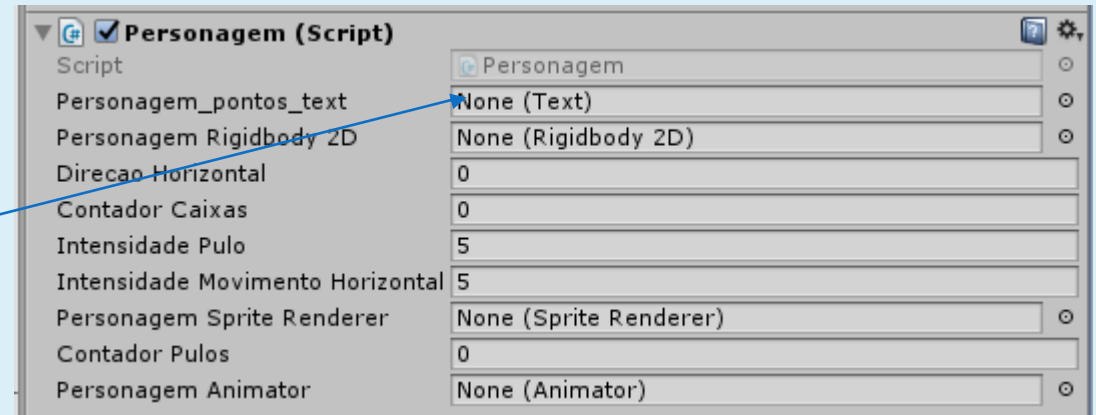 Personagem (Script)
Script Personagem
Personagem_pontos_text None (Text)
Personagem Rigidbody 2D None (Rigidbody 2D)
Direcao Horizontal 0
Contador Caixas 0
Intensidade Pulo 5
Intensidade Movimento Horizontal 5
Personagem Sprite Renderer None (Sprite Renderer)
Contador Pulos 0
Personagem Animator None (Animator)